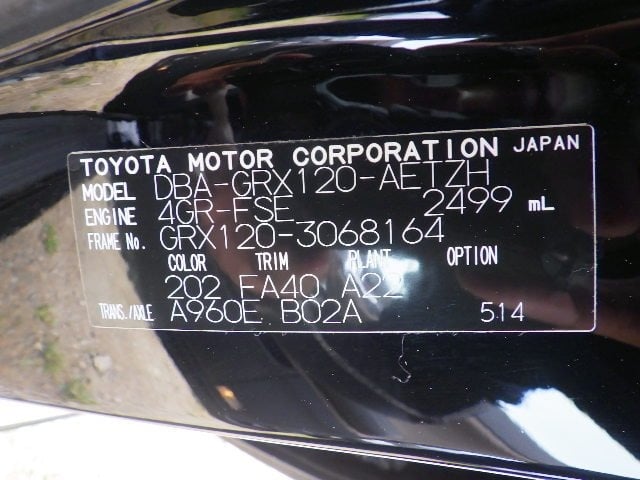 TOYOTA MOTOR CORPORATION JAPAN
MODEL DBA-GRX120-AETZH
ENGINE 4GR-FSE 2499 mL
FRAME No. GRX120-3068164
COLOR TRIM PLANT OPTION
202 FA40 A22
TRANS./AXLE A960E B02A 514